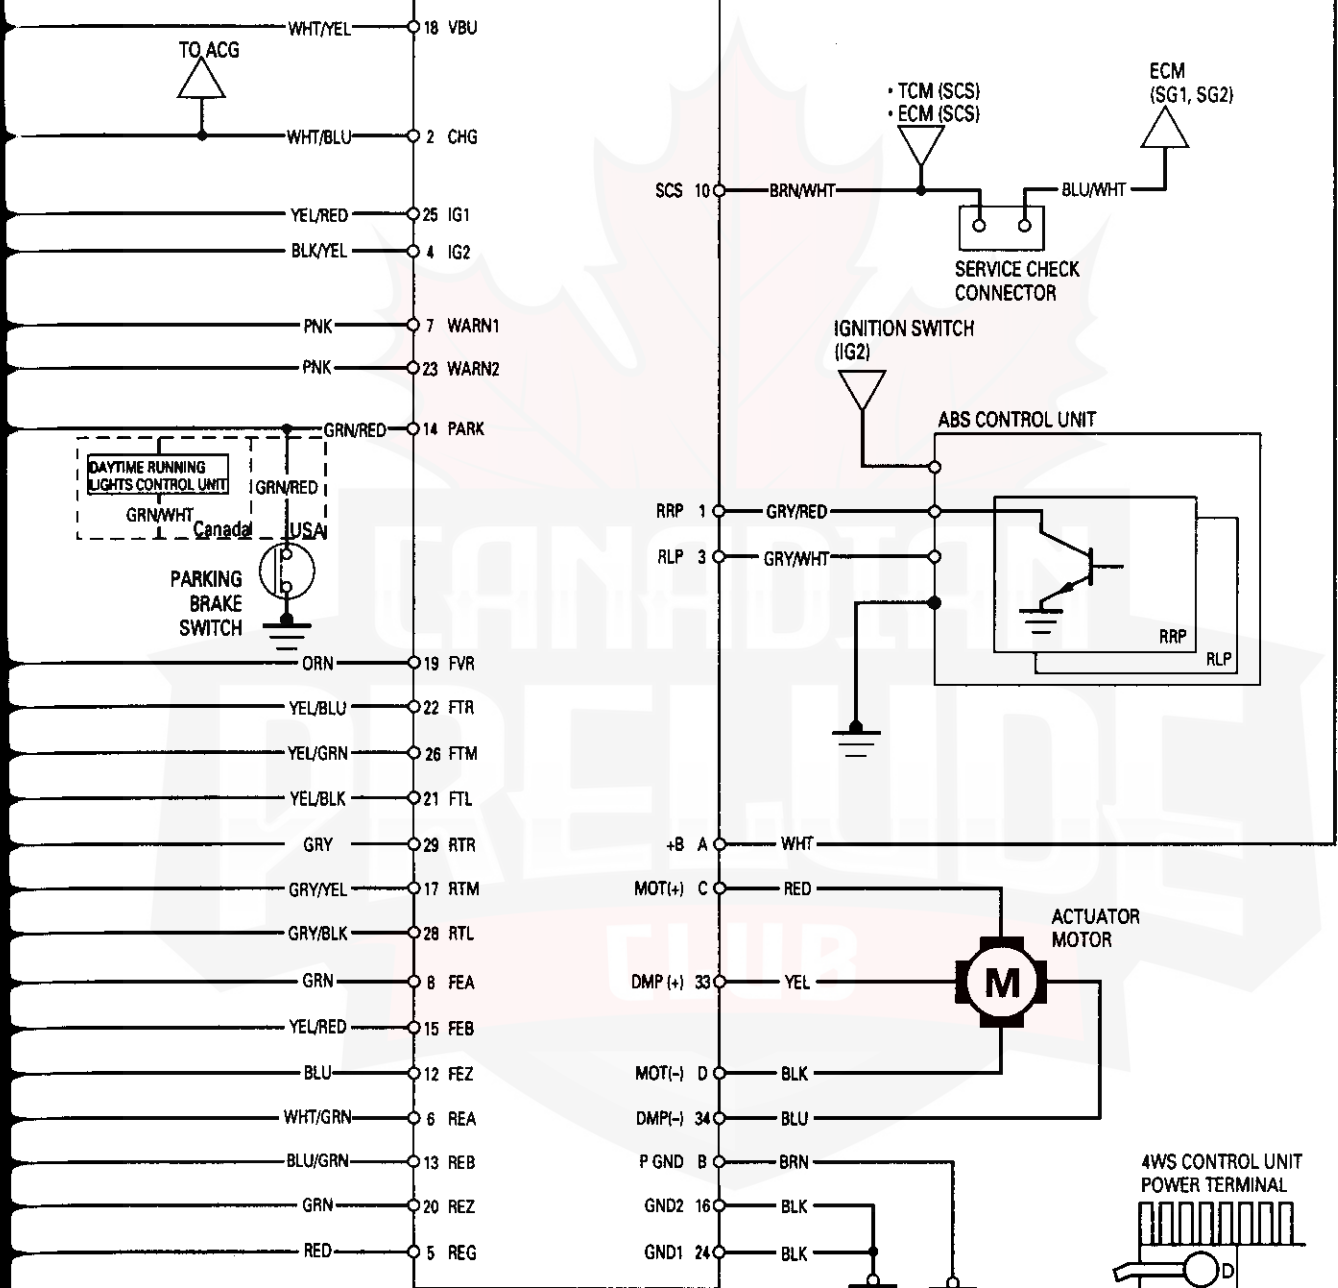 WHT/YEL 18 VBU
TO ACG
WHT/BLU 2 CHG
YEL/RED 25 IG1
BLK/YEL 4 IG2
PNK 7 WARN1
PNK 23 WARN2
GRN/RED 14 PARK
DAYTIME RUNNING
LIGHTS CONTROL UNIT
GRN/RED
GRN/WHT
Canada
USA
PARKING
BRAKE
SWITCH
ORN 19 FVR
YEL/BLU 22 FTR
YEL/GRN 26 FTM
YEL/BLK 21 FTL
GRY 29 RTR
GRY/YEL 17 RTM
GRY/BLK 28 RTL
GRN 8 FEA
YEL/RED 15 FEB
BLU 12 FEZ
WHT/GRN 6 REA
BLU/GRN 13 REB
GRN 20 REZ
RED 5 REG
• TCM (SCS)
• ECM (SCS)
ECM
(SG1, SG2)
SCS 10 BRN/WHT
BLU/WHT
SERVICE CHECK
CONNECTOR
IGNITION SWITCH
(IG2)
ABS CONTROL UNIT
RRP 1 GRY/RED
RLP 3 GRY/WHT
RRP
RLP
+B A WHT
MOT(+) C RED
ACTUATOR
MOTOR
M
DMP (+) 33 YEL
MOT(–) D BLK
DMP(–) 34 BLU
P GND B BRN
GND2 16 BLK
GND1 24 BLK
4WS CONTROL UNIT
POWER TERMINAL
D
CANADIAN
PRELUDE
CLUB